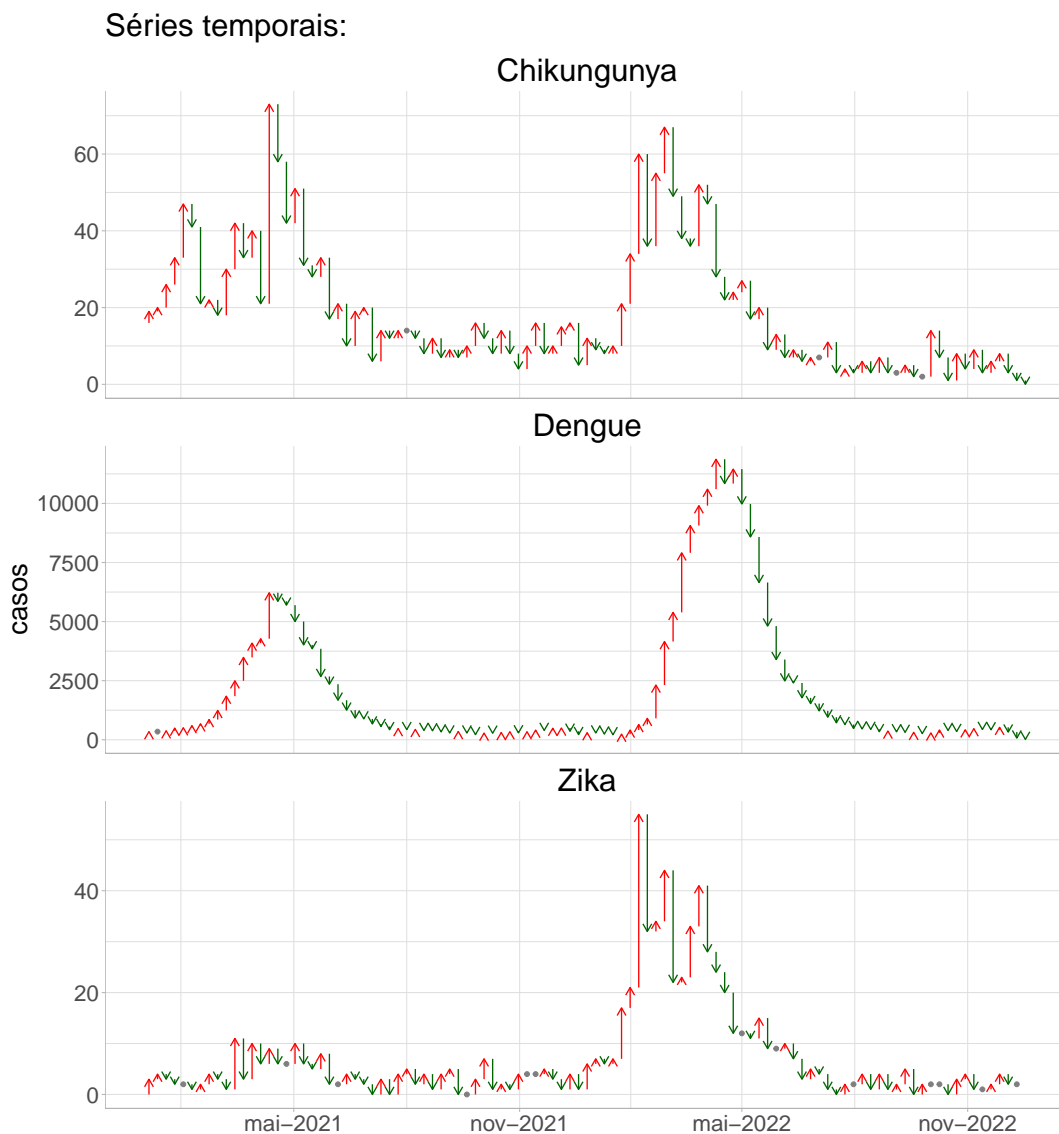 Séries temporais:
Chikungunya
60
40
20
0
Dengue
10000
7500
5000
2500
0
casos
Zika
40
20
0
mai−2021 nov−2021 mai−2022 nov−2022